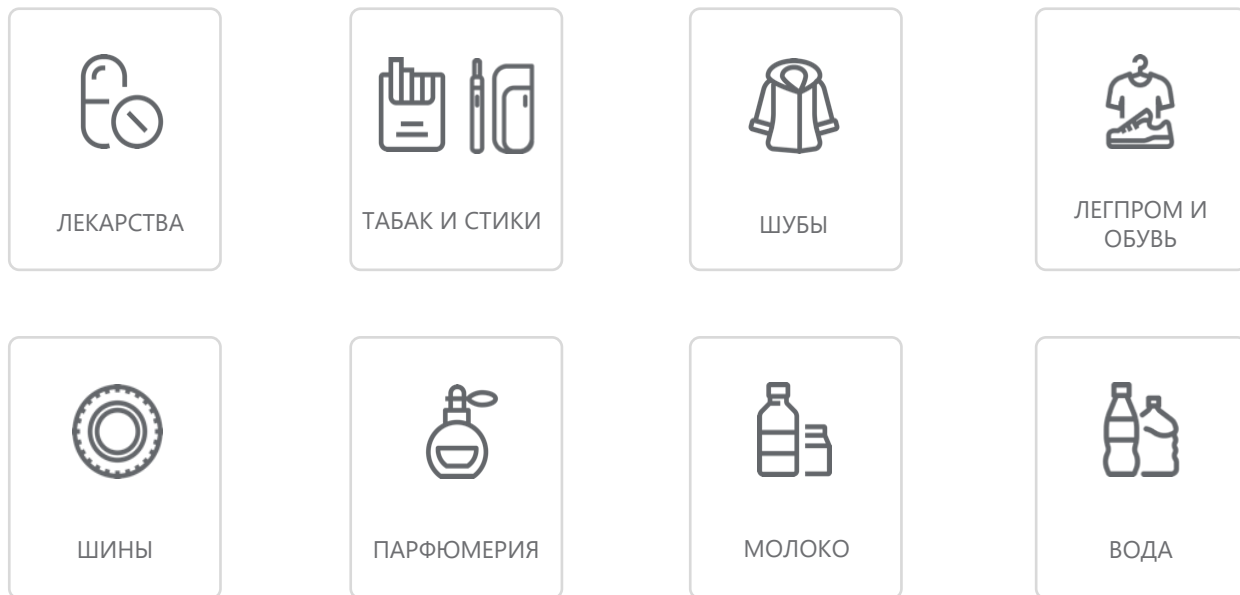 ЛЕКАРСТВА
ТАБАК И СТИКИ
ШУБЫ
ЛЕГПРОМ И
ОБУВЬ
ШИНЫ
ПАРФЮМЕРИЯ
МОЛОКО
ВОДА